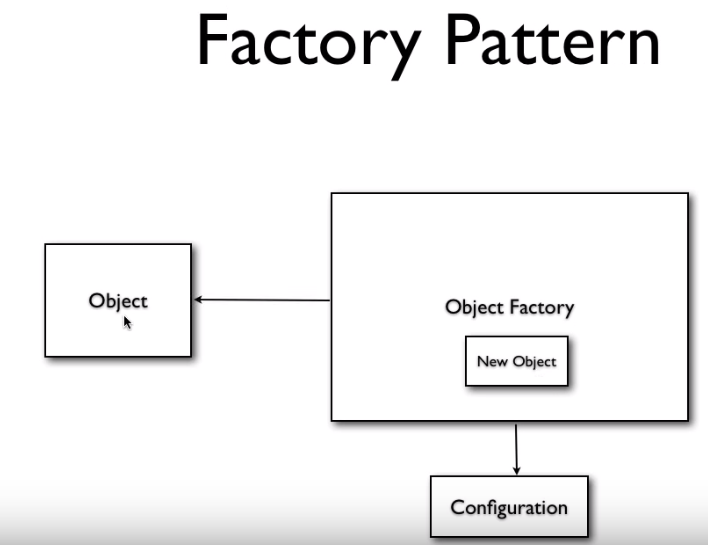 Factory Pattern
Object
Object Factory
New Object
Configuration